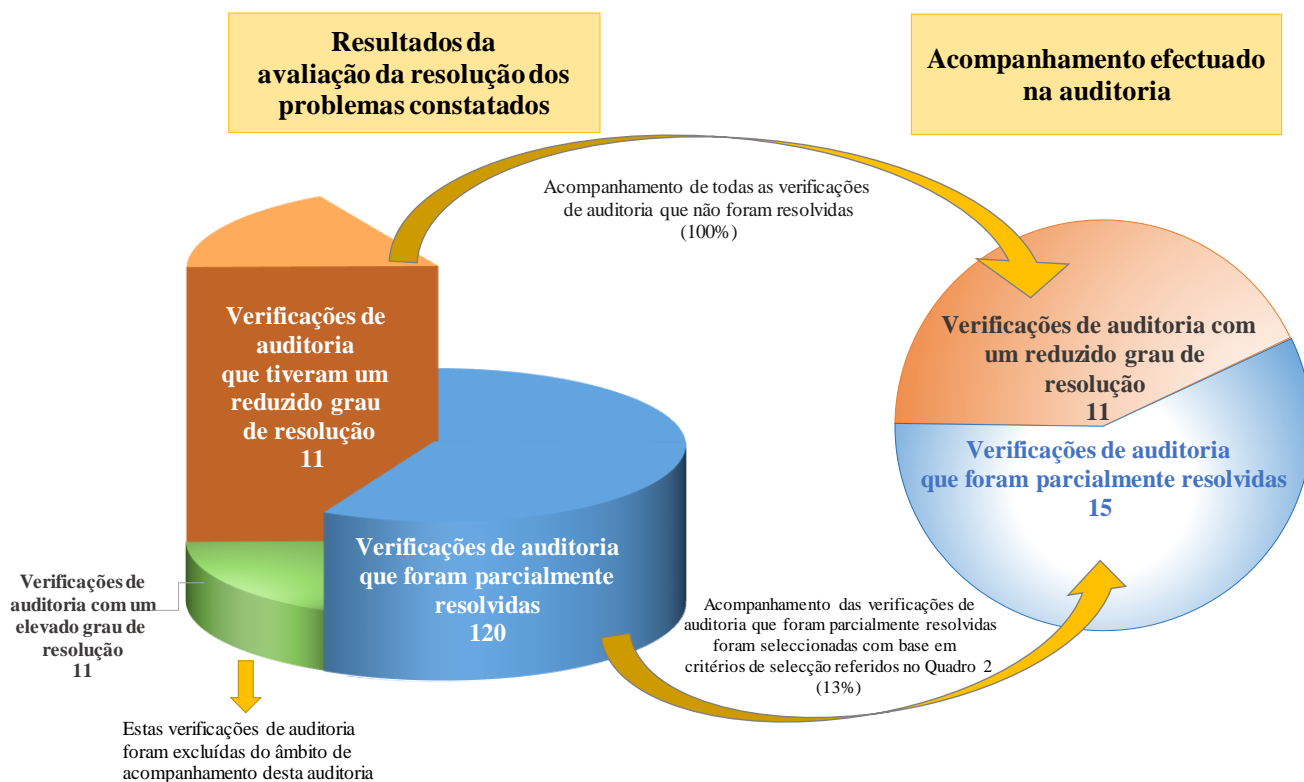 Resultados da
avaliação da resolução dos
problemas constatados
Acompanhamento efectuado
na auditoria
Acompanhamento de todas as verificações
de auditoria que não foram resolvidas
(100%)
Verificações de
auditoria
que tiveram um
reduzido grau
de resolução
11
Verificações de auditoria com
um reduzido grau de
resolução
11
Verificações de auditoria
que foram parcialmente resolvidas
15
Verificações de auditoria
que foram parcialmente
resolvidas
120
Verificações de
auditoria com um
elevado grau de
resolução
11
Acompanhamento das verificações de
auditoria que foram parcialmente resolvidas
foram seleccionadas com base em
critérios de selecção referidos no Quadro 2
(13%)
Estas verificações de auditoria
foram excluídas do âmbito de
acompanhamento desta auditoria